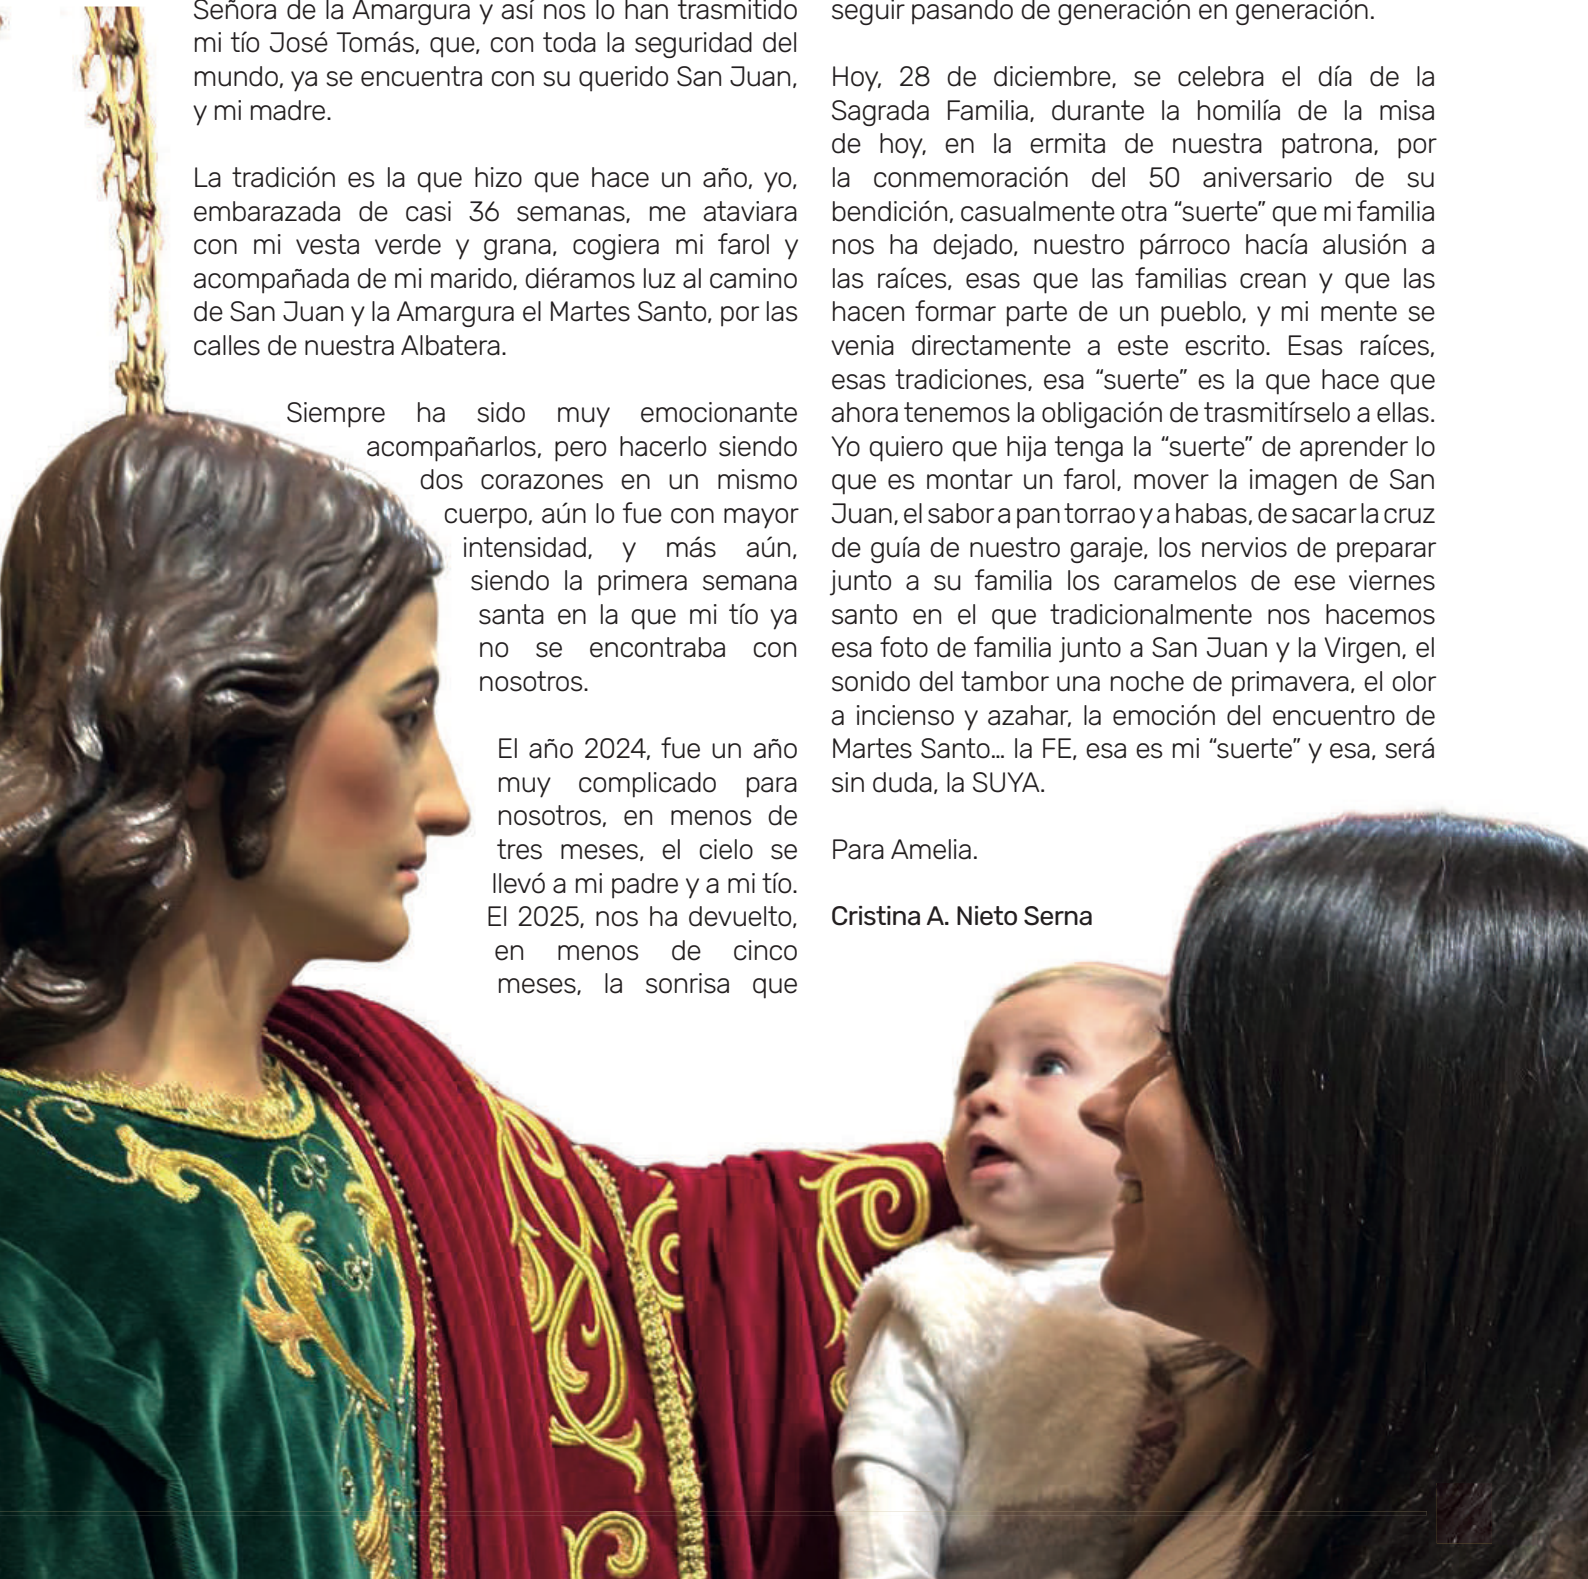 Señora de la Amargura y así nos lo han trasmitido
mi tío José Tomás, que, con toda la seguridad del
mundo, ya se encuentra con su querido San Juan,
y mi madre.
La tradición es la que hizo que hace un año, yo,
embarazada de casi 36 semanas, me ataviara
con mi vesta verde y grana, cogiera mi farol y
acompañada de mi marido, diéramos luz al camino
de San Juan y la Amargura el Martes Santo, por las
calles de nuestra Albatera.
Siempre ha sido muy emocionante
acompañarlos, pero hacerlo siendo
dos corazones en un mismo
cuerpo, aún lo fue con mayor
intensidad, y más aún,
siendo la primera semana
santa en la que mi tío ya
no se encontraba con
nosotros.
El año 2024, fue un año
muy complicado para
nosotros, en menos de
tres meses, el cielo se
llevó a mi padre y a mi tío.
El 2025, nos ha devuelto,
en menos de cinco
meses, la sonrisa que
seguir pasando de generación en generación.
Hoy, 28 de diciembre, se celebra el día de la
Sagrada Familia, durante la homilía de la misa
de hoy, en la ermita de nuestra patrona, por
la conmemoración del 50 aniversario de su
bendición, casualmente otra “suerte” que mi familia
nos ha dejado, nuestro párroco hacía alusión a
las raíces, esas que las familias crean y que las
hacen formar parte de un pueblo, y mi mente se
venia directamente a este escrito. Esas raíces,
esas tradiciones, esa “suerte” es la que hace que
ahora tenemos la obligación de trasmitírselo a ellas.
Yo quiero que hija tenga la “suerte” de aprender lo
que es montar un farol, mover la imagen de San
Juan, el sabor a pan torrao y a habas, de sacar la cruz
de guía de nuestro garaje, los nervios de preparar
junto a su familia los caramelos de ese viernes
santo en el que tradicionalmente nos hacemos
esa foto de familia junto a San Juan y la Virgen, el
sonido del tambor una noche de primavera, el olor
a incienso y azahar, la emoción del encuentro de
Martes Santo… la FE, esa es mi “suerte” y esa, será
sin duda, la SUYA.
Para Amelia.
Cristina A. Nieto Serna